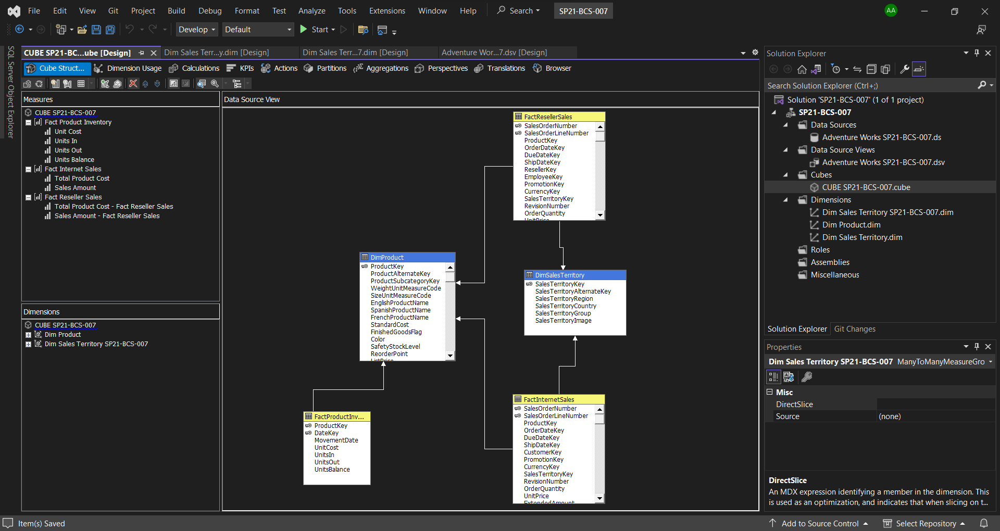 File Edit View Git Project Build Debug Format Test Analyze Tools Extensions Window Help Search SP21-BCS-007 AA
Develop Default Start
SQL Server Object Explorer
CUBE SP21-BC...ube [Design] Dim Sales Terr...y.dim [Design] Dim Sales Terr...7.dim [Design] Adventure Wor...7.dsv [Design]
Cube Struct... Dimension Usage Calculations KPIs Actions Partitions Aggregations Perspectives Translations Browser
Measures
CUBE SP21-BCS-007
Fact Product Inventory
Unit Cost
Units In
Units Out
Units Balance
Fact Internet Sales
Total Product Cost
Sales Amount
Fact Reseller Sales
Total Product Cost - Fact Reseller Sales
Sales Amount - Fact Reseller Sales
Dimensions
CUBE SP21-BCS-007
Dim Product
Dim Sales Territory SP21-BCS-007
Data Source View
FactResellerSales
SalesOrderNumber
SalesOrderLineNumber
ProductKey
OrderDateKey
DueDateKey
ShipDateKey
ResellerKey
EmployeeKey
PromotionKey
CurrencyKey
SalesTerritoryKey
RevisionNumber
OrderQuantity
UnitPrice
DimProduct
ProductKey
ProductAlternateKey
ProductSubcategoryKey
WeightUnitMeasureCode
SizeUnitMeasureCode
EnglishProductName
SpanishProductName
FrenchProductName
StandardCost
FinishedGoodsFlag
Color
SafetyStockLevel
ReorderPoint
ListPrice
DimSalesTerritory
SalesTerritoryKey
SalesTerritoryAlternateKey
SalesTerritoryRegion
SalesTerritoryCountry
SalesTerritoryGroup
SalesTerritoryImage
FactProductInv...
ProductKey
DateKey
MovementDate
UnitCost
UnitsIn
UnitsOut
UnitsBalance
FactInternetSales
SalesOrderNumber
SalesOrderLineNumber
ProductKey
OrderDateKey
DueDateKey
ShipDateKey
CustomerKey
PromotionKey
CurrencyKey
SalesTerritoryKey
RevisionNumber
OrderQuantity
UnitPrice
ExtendedAmount
Solution Explorer
Search Solution Explorer (Ctrl+;)
Solution 'SP21-BCS-007' (1 of 1 project)
SP21-BCS-007
Data Sources
Adventure Works SP21-BCS-007.ds
Data Source Views
Adventure Works SP21-BCS-007.dsv
Cubes
CUBE SP21-BCS-007.cube
Dimensions
Dim Sales Territory SP21-BCS-007.dim
Dim Product.dim
Dim Sales Territory.dim
Roles
Assemblies
Miscellaneous
Solution Explorer Git Changes
Properties
Dim Sales Territory SP21-BCS-007 ManyToManyMeasureGro
Misc
DirectSlice
Source (none)
DirectSlice
An MDX expression identifying a member in the dimension. This
is used as an optimization, and indicates that when slicing on t...
Item(s) Saved Add to Source Control Select Repository